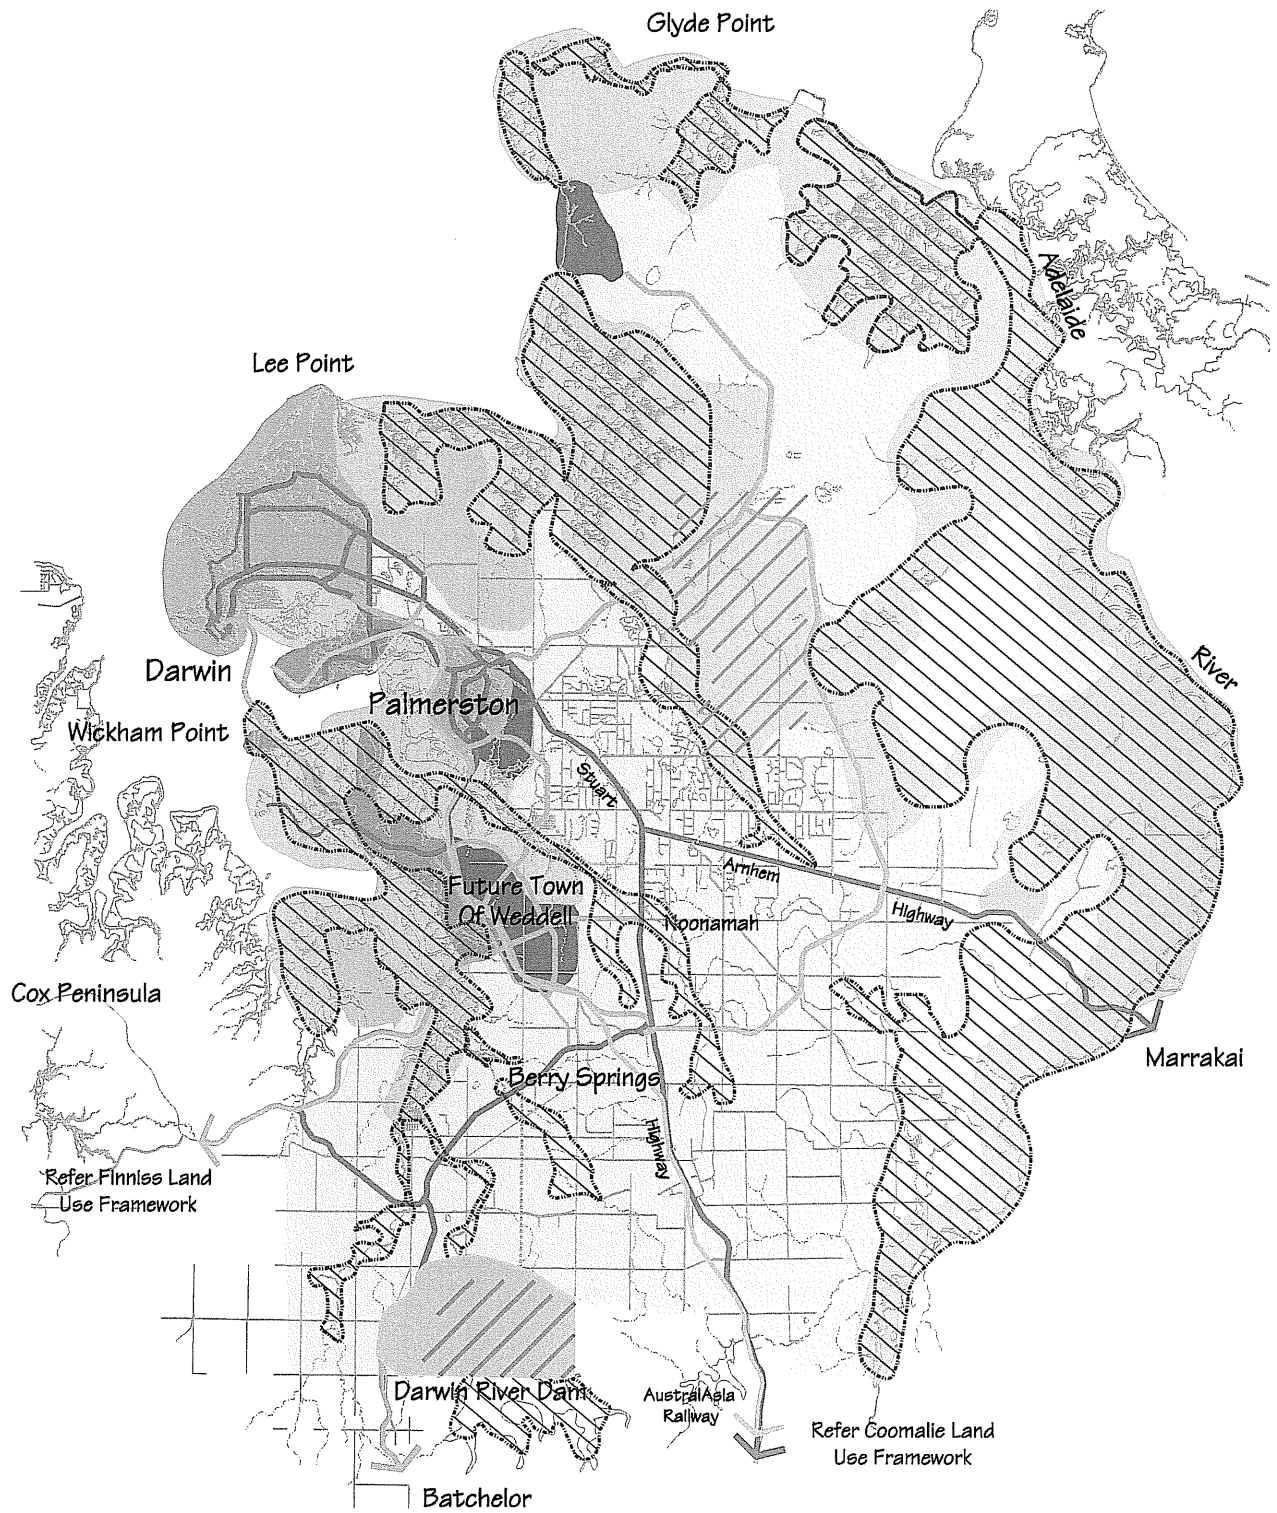 Glyde Point
Adelaide
Lee Point
River
Darwin
Palmerston
Wickham Point
Stuart
Arnhem
Future Town
Of Weddell
Highway
Noonamah
Cox Peninsula
Marrakai
Berry Springs
Highway
Refer Finniss Land
Use Framework
Darwin River Dam
AustralAsia
Railway
Refer Coomalie Land
Use Framework
Batchelor